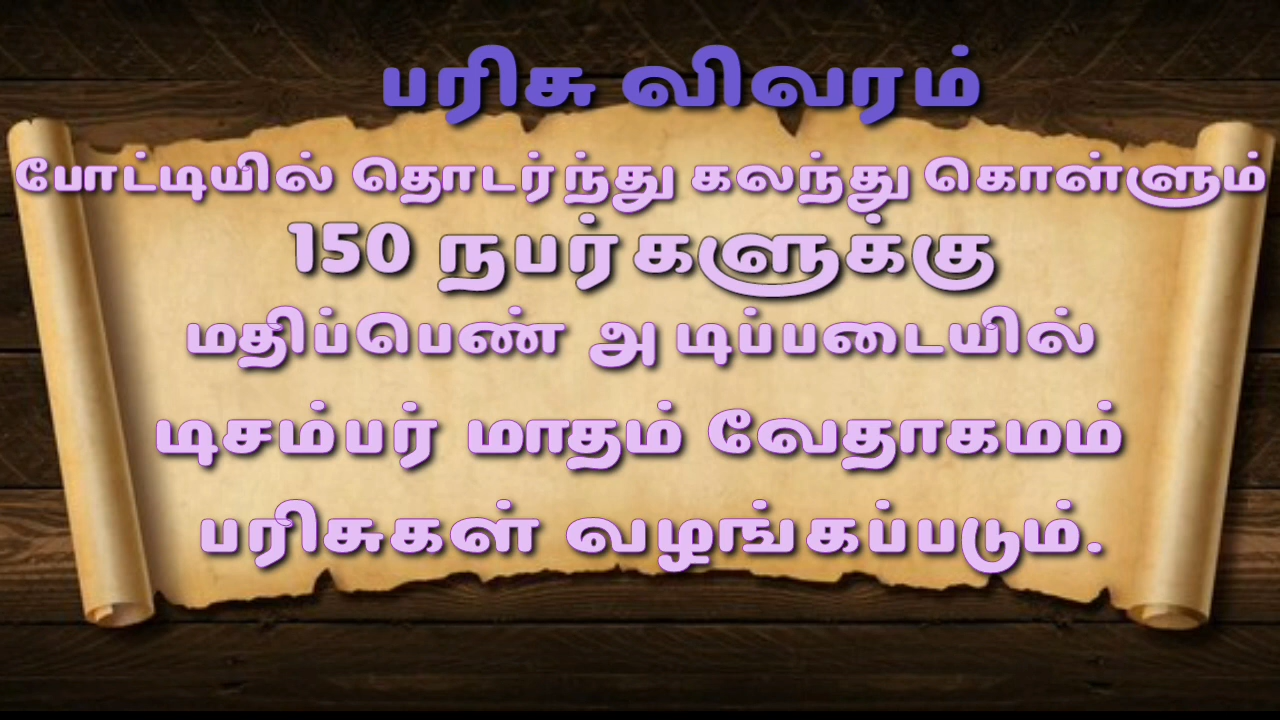 பரிசு விவரம்
போட்டியில் தொடர்ந்து கலந்து கொள்ளும்
150 நபர்களுக்கு
மதிப்பெண் அடிப்படையில்
டிசம்பர் மாதம் வேதாகமம்
பரிசுகள் வழங்கப்படும்.